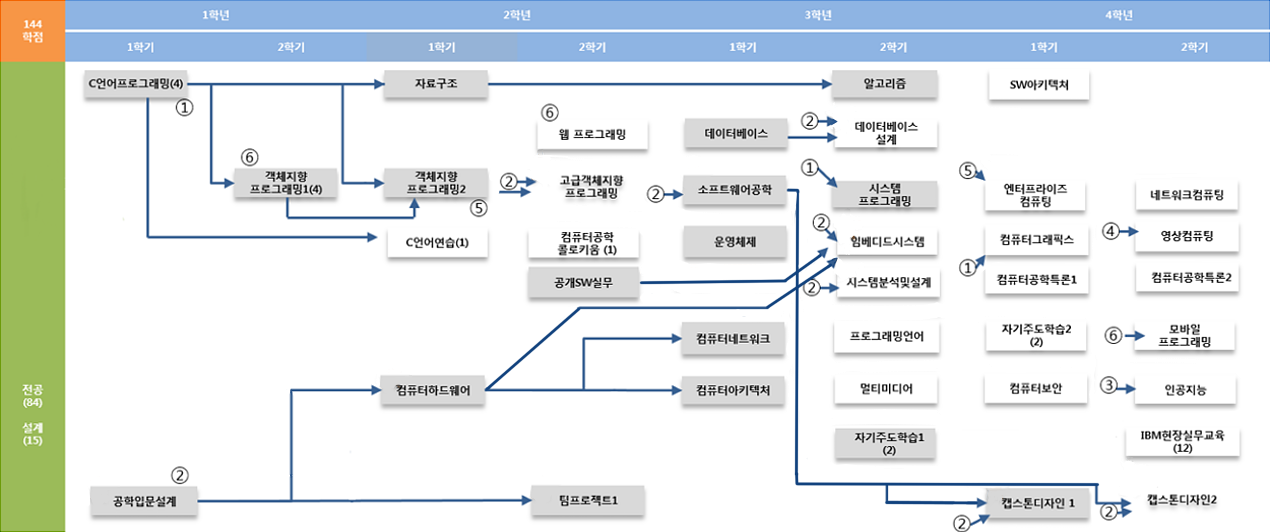 144
학점
1학년
2학년
3학년
4학년
1학기
2학기
1학기
2학기
1학기
2학기
1학기
2학기
C언어프로그래밍(4)
①
자료구조
알고리즘
SW아키텍처
⑥
웹 프로그래밍
데이터베이스
②
데이터베이스
설계
⑥
객체지향
프로그래밍1(4)
객체지향
프로그래밍2
⑤
②
고급객체지향
프로그래밍
②
소프트웨어공학
①
시스템
프로그래밍
⑤
엔터프라이즈
컴퓨팅
네트워크컴퓨팅
C언어연습(1)
컴퓨터공학
콜로키움 (1)
운영체제
②
임베디드시스템
컴퓨터그래픽스
④
영상컴퓨팅
공개SW실무
②
시스템분석및설계
①
컴퓨터공학특론1
컴퓨터공학특론2
컴퓨터네트워크
프로그래밍언어
자기주도학습2
(2)
⑥
모바일
프로그래밍
전공
(84)
설계
(15)
컴퓨터하드웨어
컴퓨터아키텍처
멀티미디어
컴퓨터보안
③
인공지능
자기주도학습1
(2)
IBM현장실무교육
(12)
②
공학입문설계
팀프로젝트1
캡스톤디자인 1
②
캡스톤디자인2
②